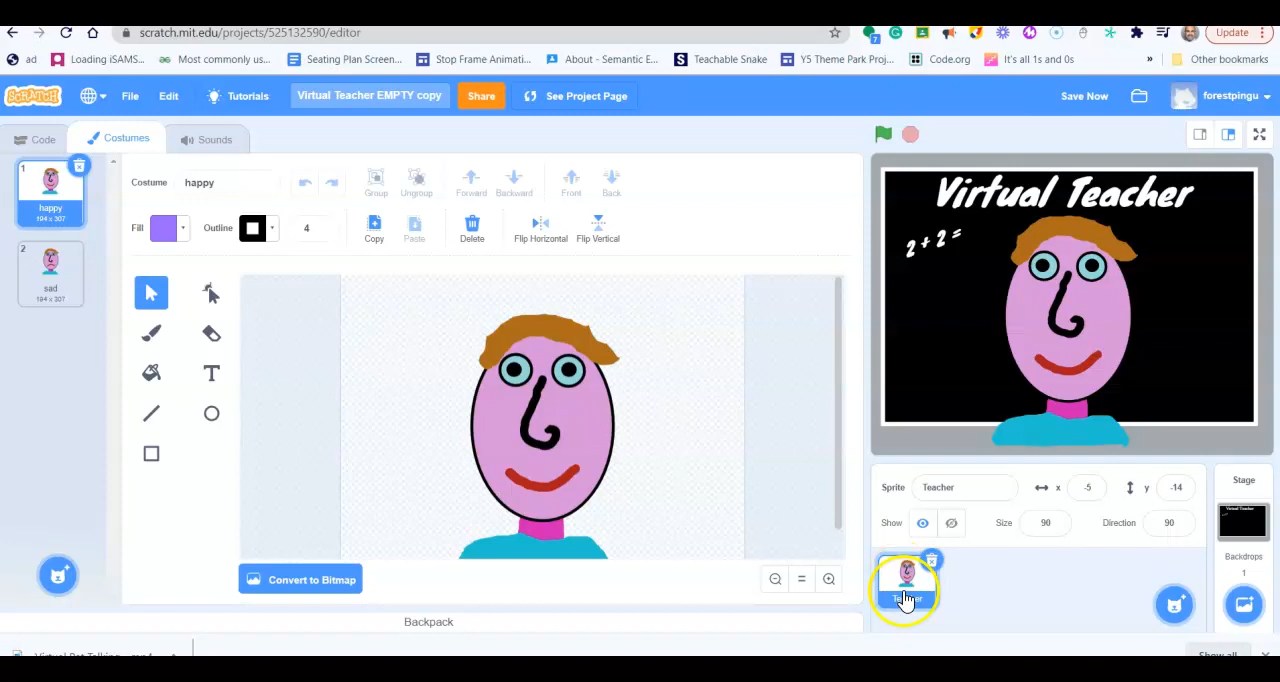 scratch.mit.edu/projects/525132590/editor
7
Update
ad
Loading iSAMS...
Most commonly us...
Seating Plan Screen...
Stop Frame Animati...
About - Semantic E...
Teachable Snake
Y5 Theme Park Proj...
Code.org
It's all 1s and 0s
»
Other bookmarks
SCRATCH
File
Edit
Tutorials
Virtual Teacher EMPTY copy
Share
See Project Page
Save Now
forestpingu
Code
Costumes
Sounds
1
happy
194 x 307
2
sad
194 x 307
Costume
happy
Group
Ungroup
Forward
Backward
Front
Back
Fill
Outline
4
Copy
Paste
Delete
Flip Horizontal
Flip Vertical
T
Convert to Bitmap
Backpack
Virtual Teacher
2 + 2 =
Sprite
Teacher
x
-5
y
-14
Show
Size
90
Direction
90
Stage
Backdrops
1
Show all